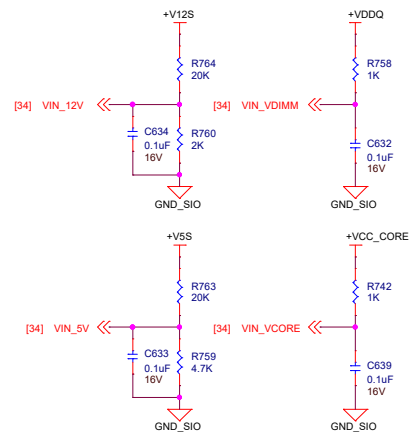 +V12S
R764
20K
[34] VIN_12V
C634
0.1uF
16V
R760
2K
GND_SIO
+VDDQ
R758
1K
[34] VIN_VDIMM
C632
0.1uF
16V
GND_SIO
+V5S
R763
20K
[34] VIN_5V
C633
0.1uF
16V
R759
4.7K
GND_SIO
+VCC_CORE
R742
1K
[34] VIN_VCORE
C639
0.1uF
16V
GND_SIO